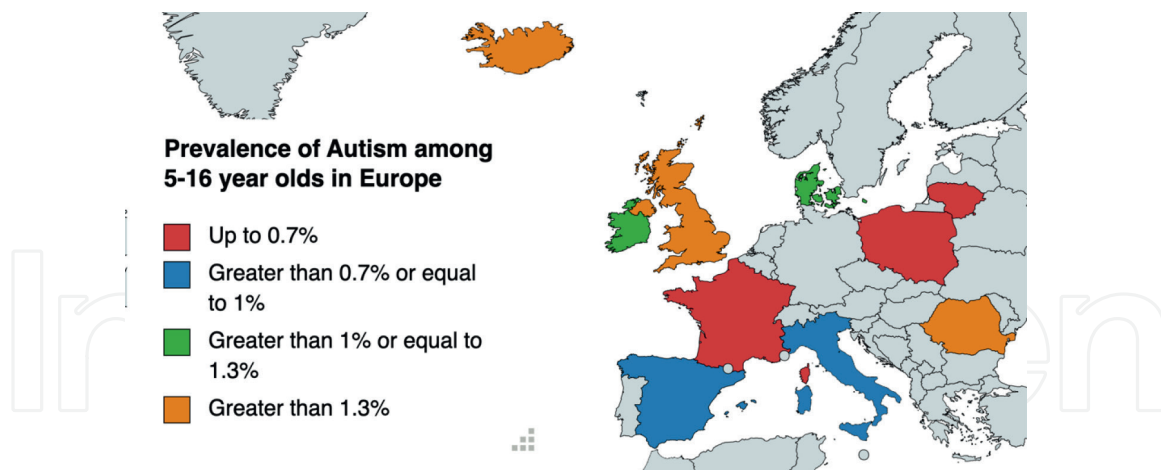 Prevalence of Autism among
5-16 year olds in Europe
Up to 0.7%
Greater than 0.7% or equal
to 1%
Greater than 1% or equal to
1.3%
Greater than 1.3%